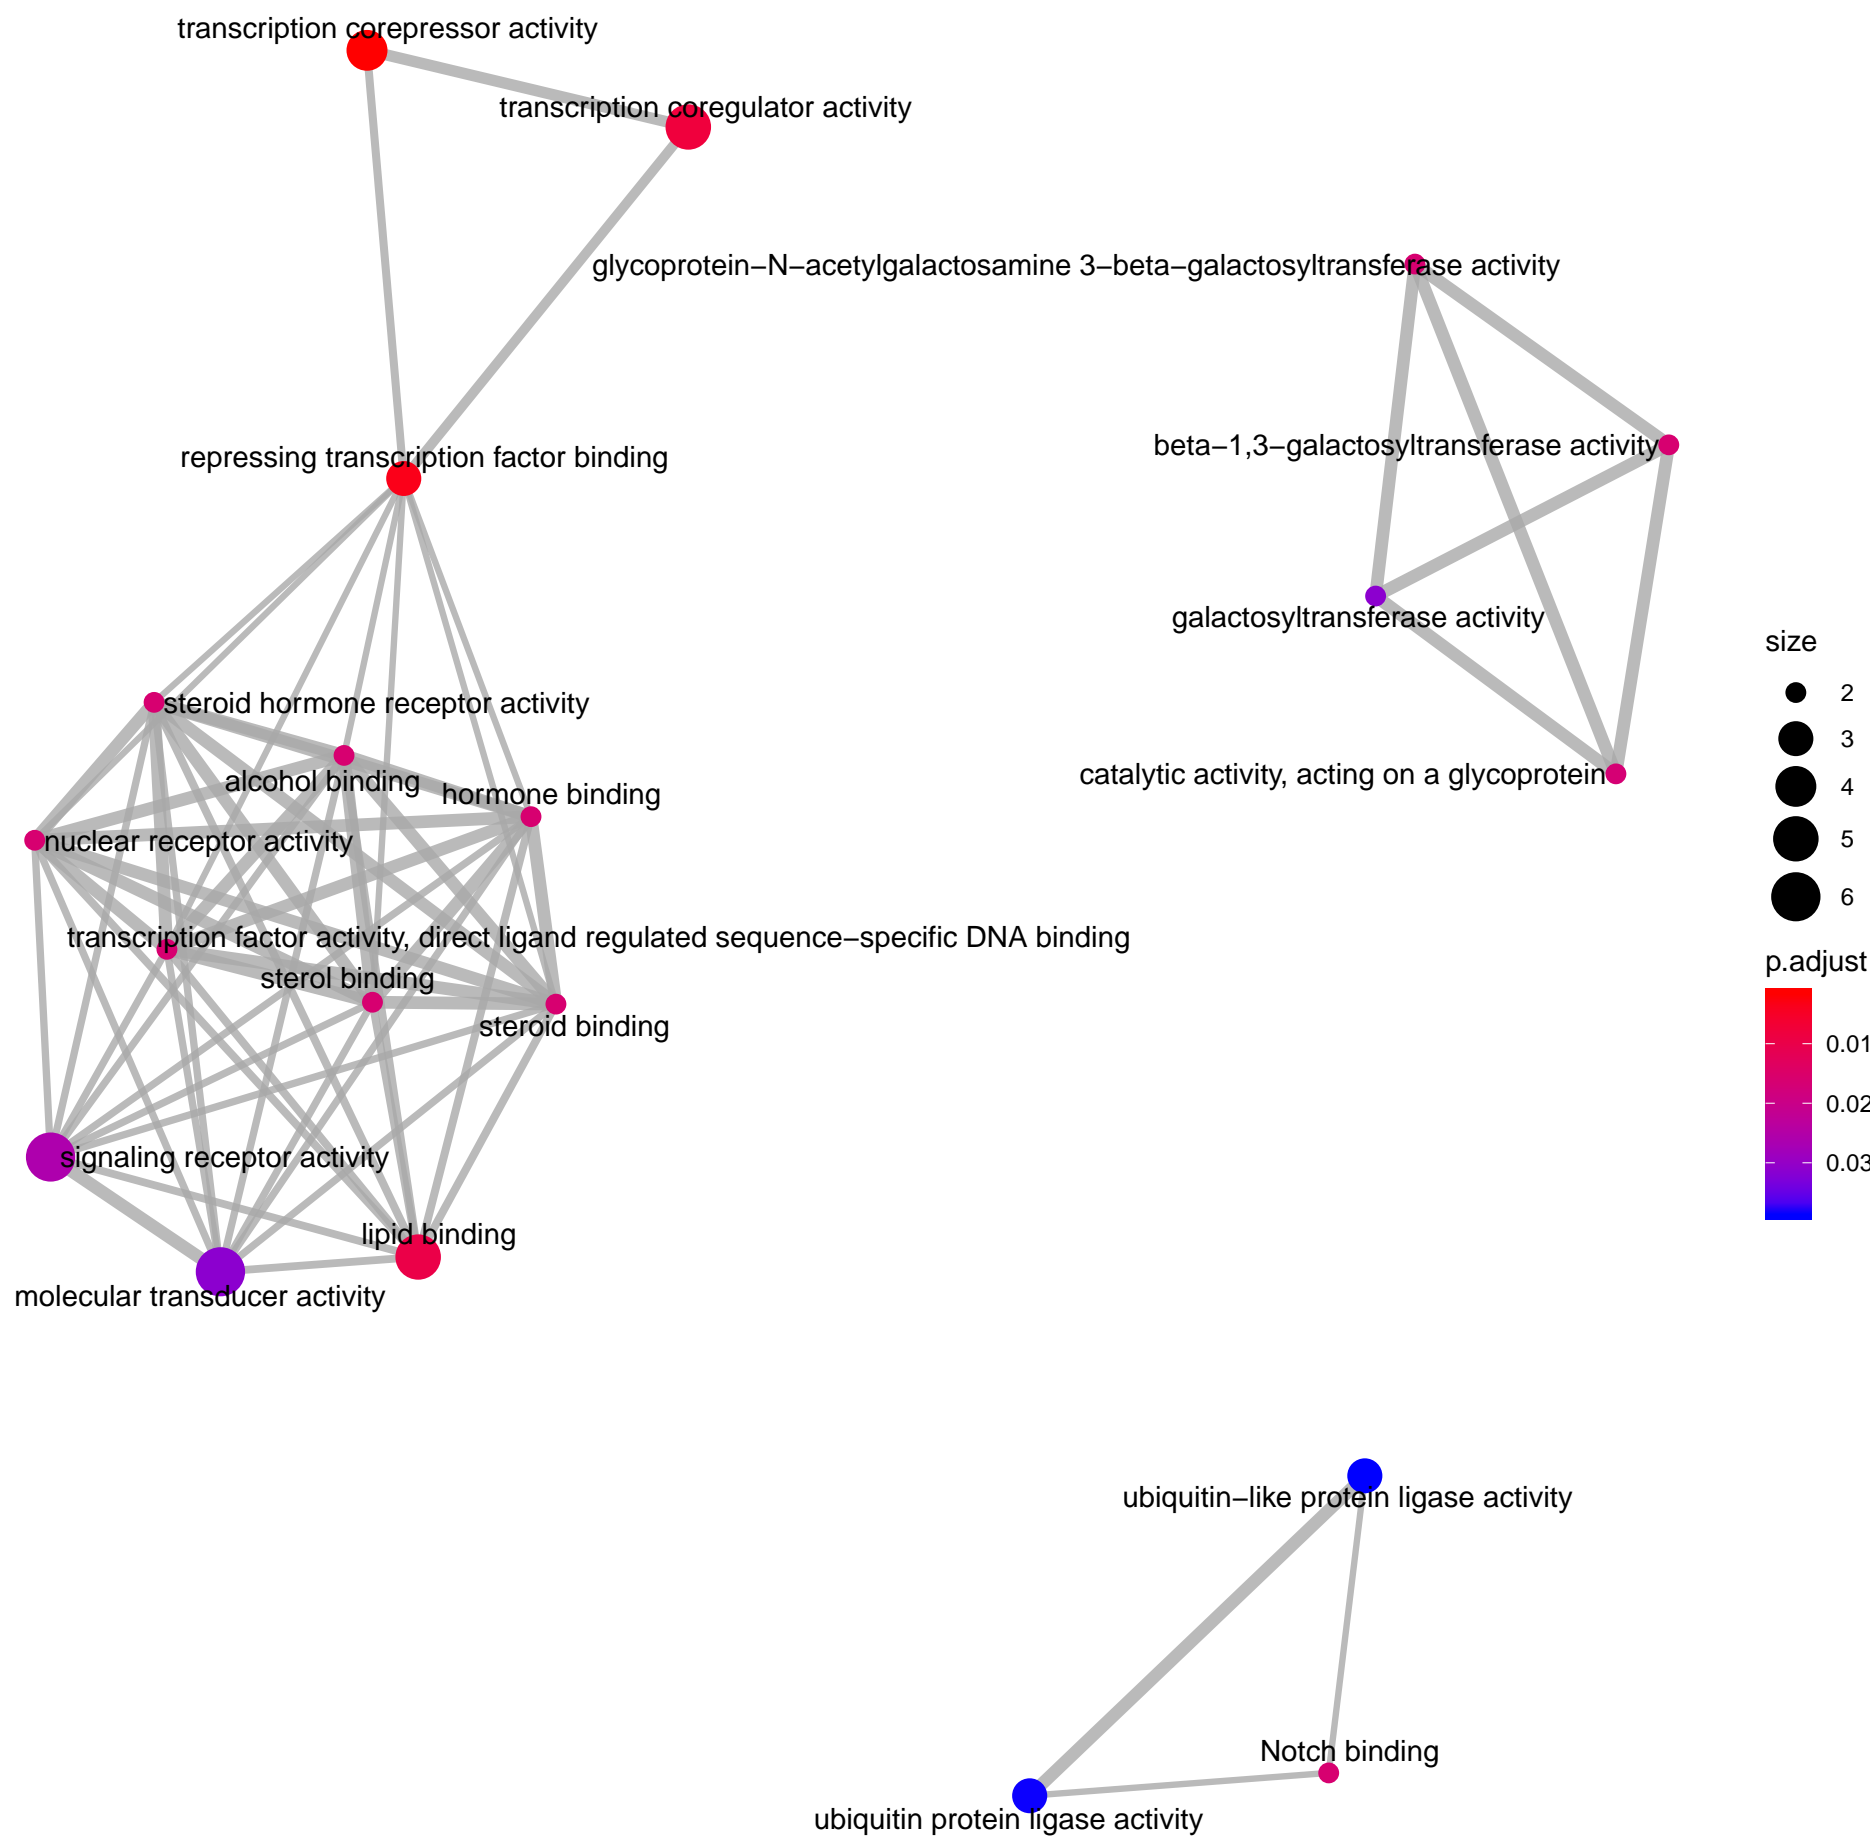 transcription corepressor activity
transcription coregulator activity
glycoprotein−N−acetylgalactosamine 3−beta−galactosyltransferase activity
beta−1,3−galactosyltransferase activity
repressing transcription factor binding
galactosyltransferase activity
size
2
3
4
5
6
steroid hormone receptor activity
alcohol binding
catalytic activity, acting on a glycoprotein
hormone binding
nuclear receptor activity
transcription factor activity, direct ligand regulated sequence−specific DNA binding
sterol binding
steroid binding
p.adjust
0.01
0.02
0.03
signaling receptor activity
lipid binding
molecular transducer activity
ubiquitin−like protein ligase activity
Notch binding
ubiquitin protein ligase activity